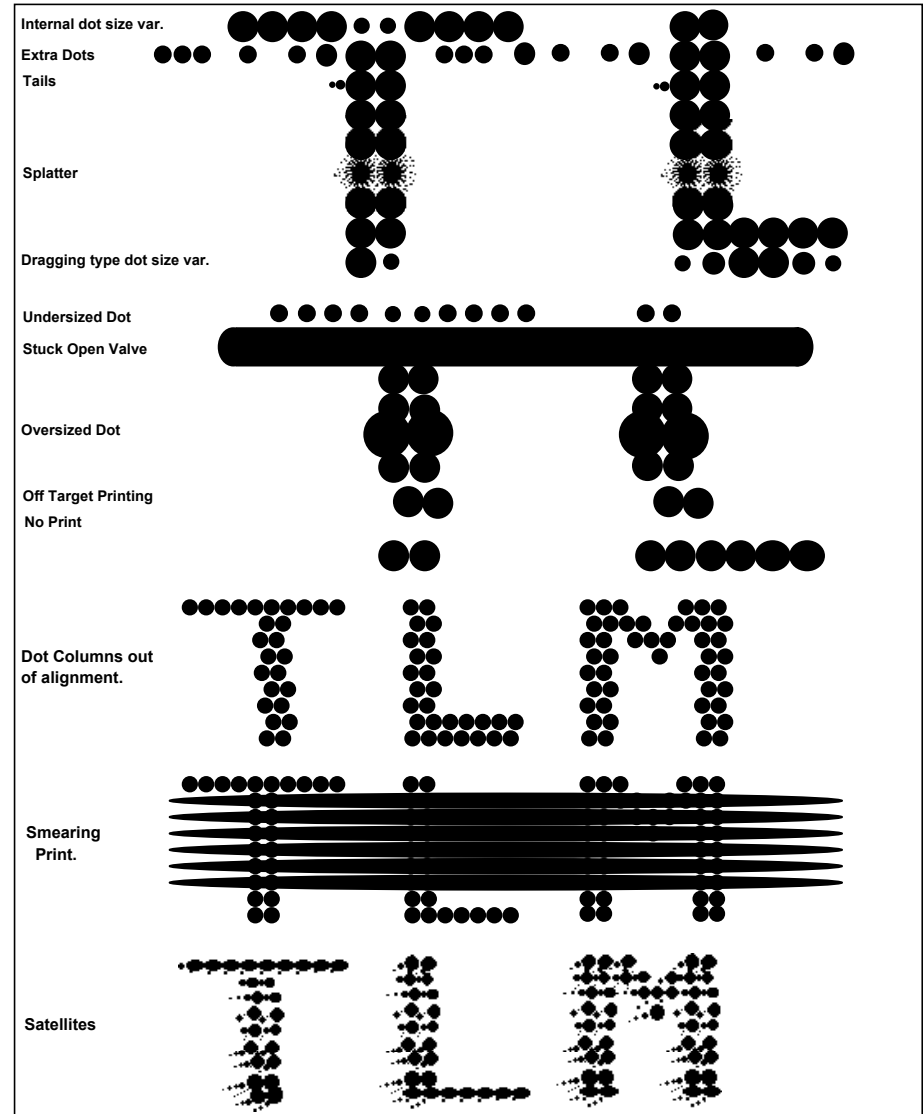 Internal dot size var.
Extra Dots
Tails
Splatter
Dragging type dot size var.
Undersized Dot
Stuck Open Valve
Oversized Dot
Off Target Printing
No Print
Dot Columns out
of alignment.
T L M
Smearing
Print.
Satellites
T L M